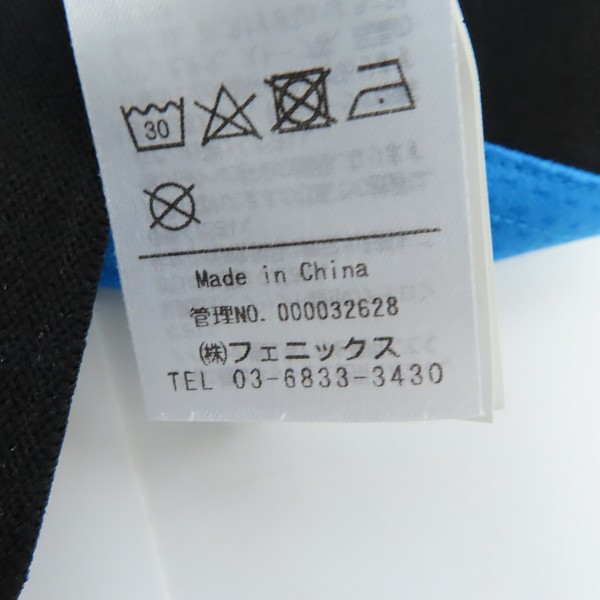 30
Made in China
管理NO. 000032628
㈱フェニックス
TEL 03-6833-3430